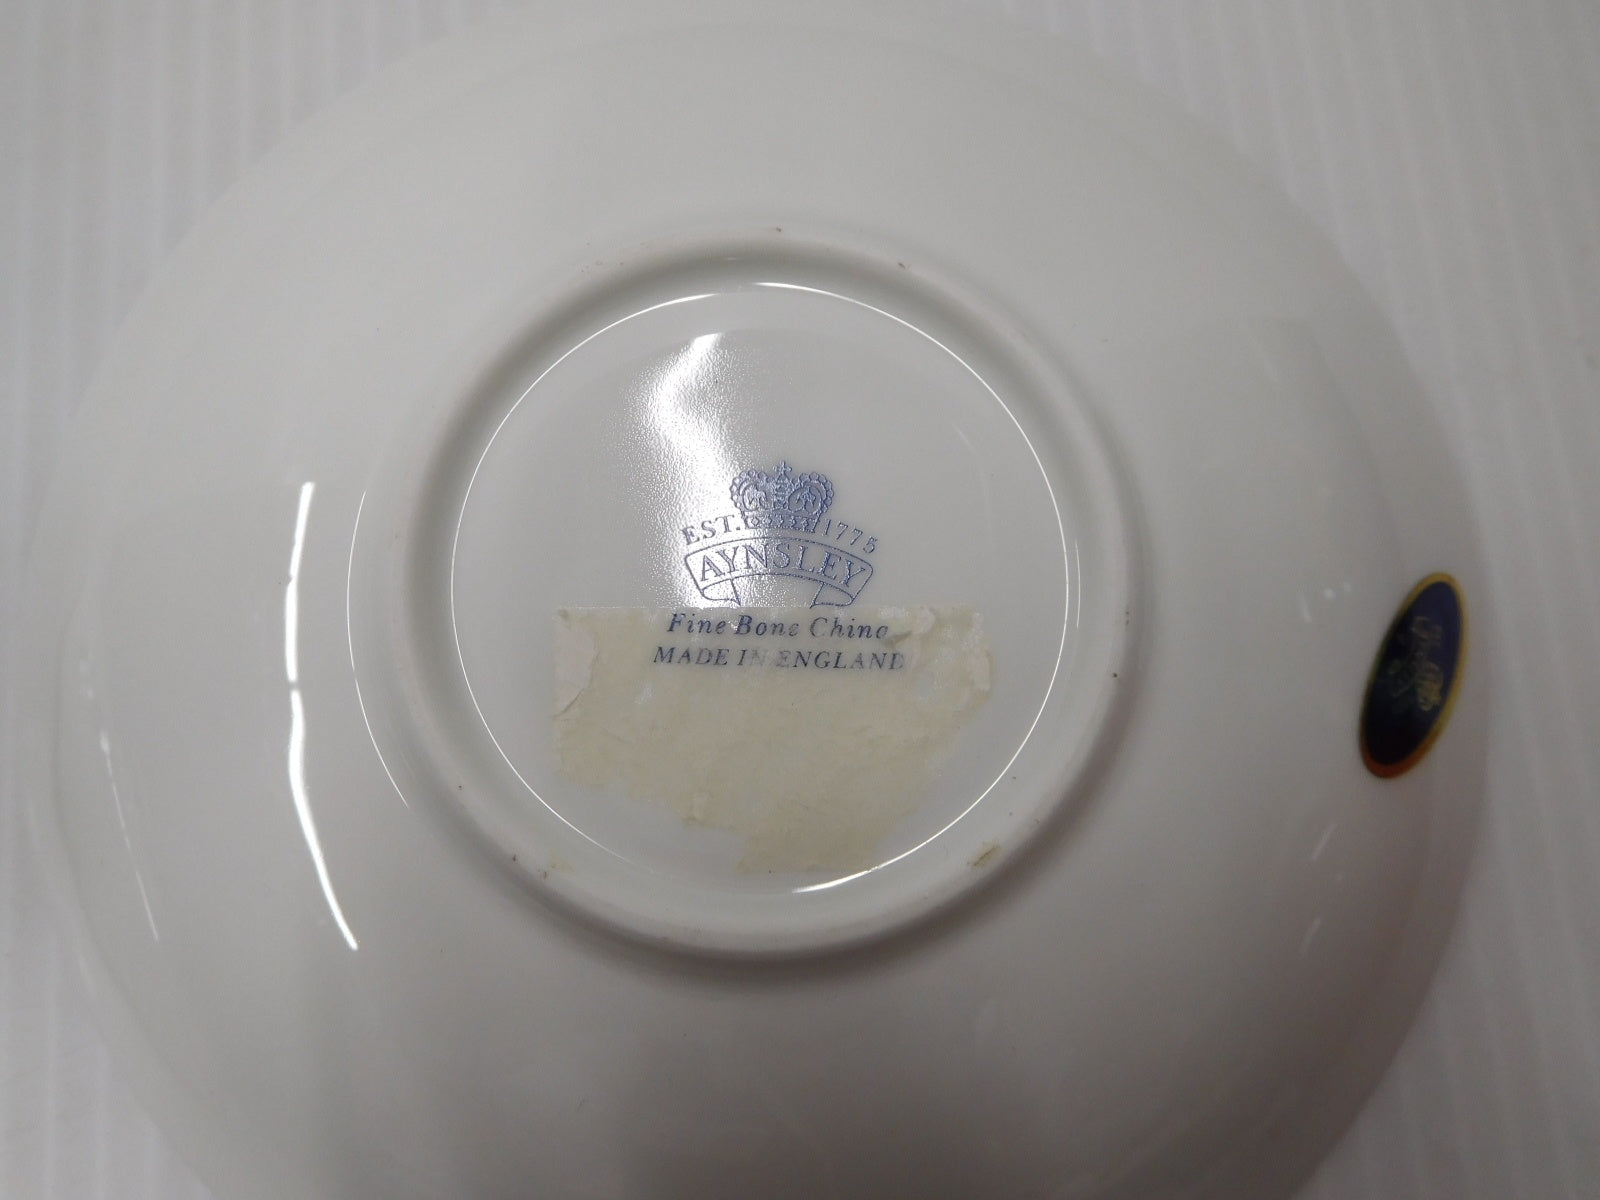 EST. 1775
AYNSLEY
Fine Bone China
MADE IN ENGLAND